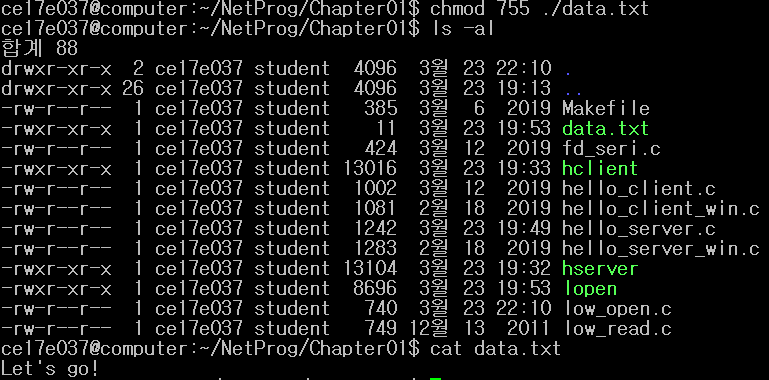 ce17e037@computer:~/NetProg/Chapter01$ chmod 755 ./data.txt
ce17e037@computer:~/NetProg/Chapter01$ ls -al
합계 88
drwxr-xr-x  2 ce17e037 student  4096  3월 23 22:10 .
drwxr-xr-x 26 ce17e037 student  4096  3월 23 19:13 ..
-rw-r--r--  1 ce17e037 student   385  3월  6  2019 Makefile
-rwxr-xr-x  1 ce17e037 student    11  3월 23 19:53 data.txt
-rw-r--r--  1 ce17e037 student   424  3월 12  2019 fd_seri.c
-rwxr-xr-x  1 ce17e037 student 13016  3월 23 19:33 hclient
-rw-r--r--  1 ce17e037 student  1002  3월 12  2019 hello_client.c
-rw-r--r--  1 ce17e037 student  1081  2월 18  2019 hello_client_win.c
-rw-r--r--  1 ce17e037 student  1242  3월 23 19:49 hello_server.c
-rw-r--r--  1 ce17e037 student  1283  2월 18  2019 hello_server_win.c
-rwxr-xr-x  1 ce17e037 student 13104  3월 23 19:32 hserver
-rwxr-xr-x  1 ce17e037 student  8696  3월 23 19:53 lopen
-rw-r--r--  1 ce17e037 student   740  3월 23 22:10 low_open.c
-rw-r--r--  1 ce17e037 student   749 12월 13  2011 low_read.c
ce17e037@computer:~/NetProg/Chapter01$ cat data.txt
Let's go!